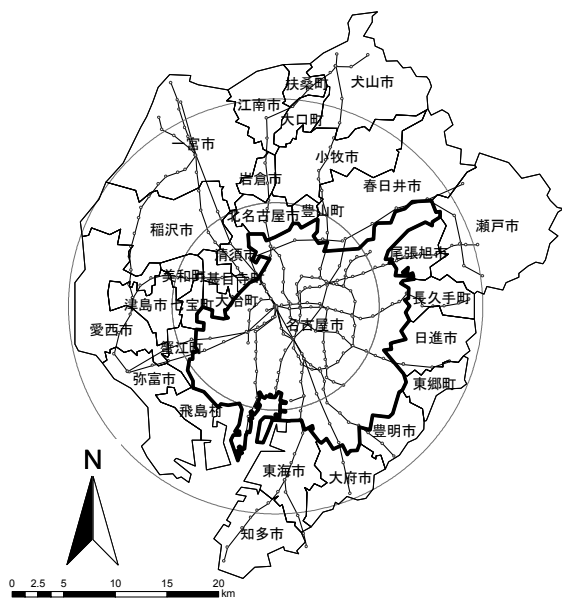 扶桑町
犬山市
江南市
大口町
一宮市
小牧市
岩倉市
春日井市
北名古屋市
豊山町
稲沢市
瀬戸市
清須市
尾張旭市
美和町
甚目寺町
大治町
津島市
七宝町
長久手町
愛西市
名古屋市
日進市
蟹江町
弥富市
東郷町
飛島村
豊明市
N
東海市
大府市
知多市
0 2.5 5 10 15 20
km